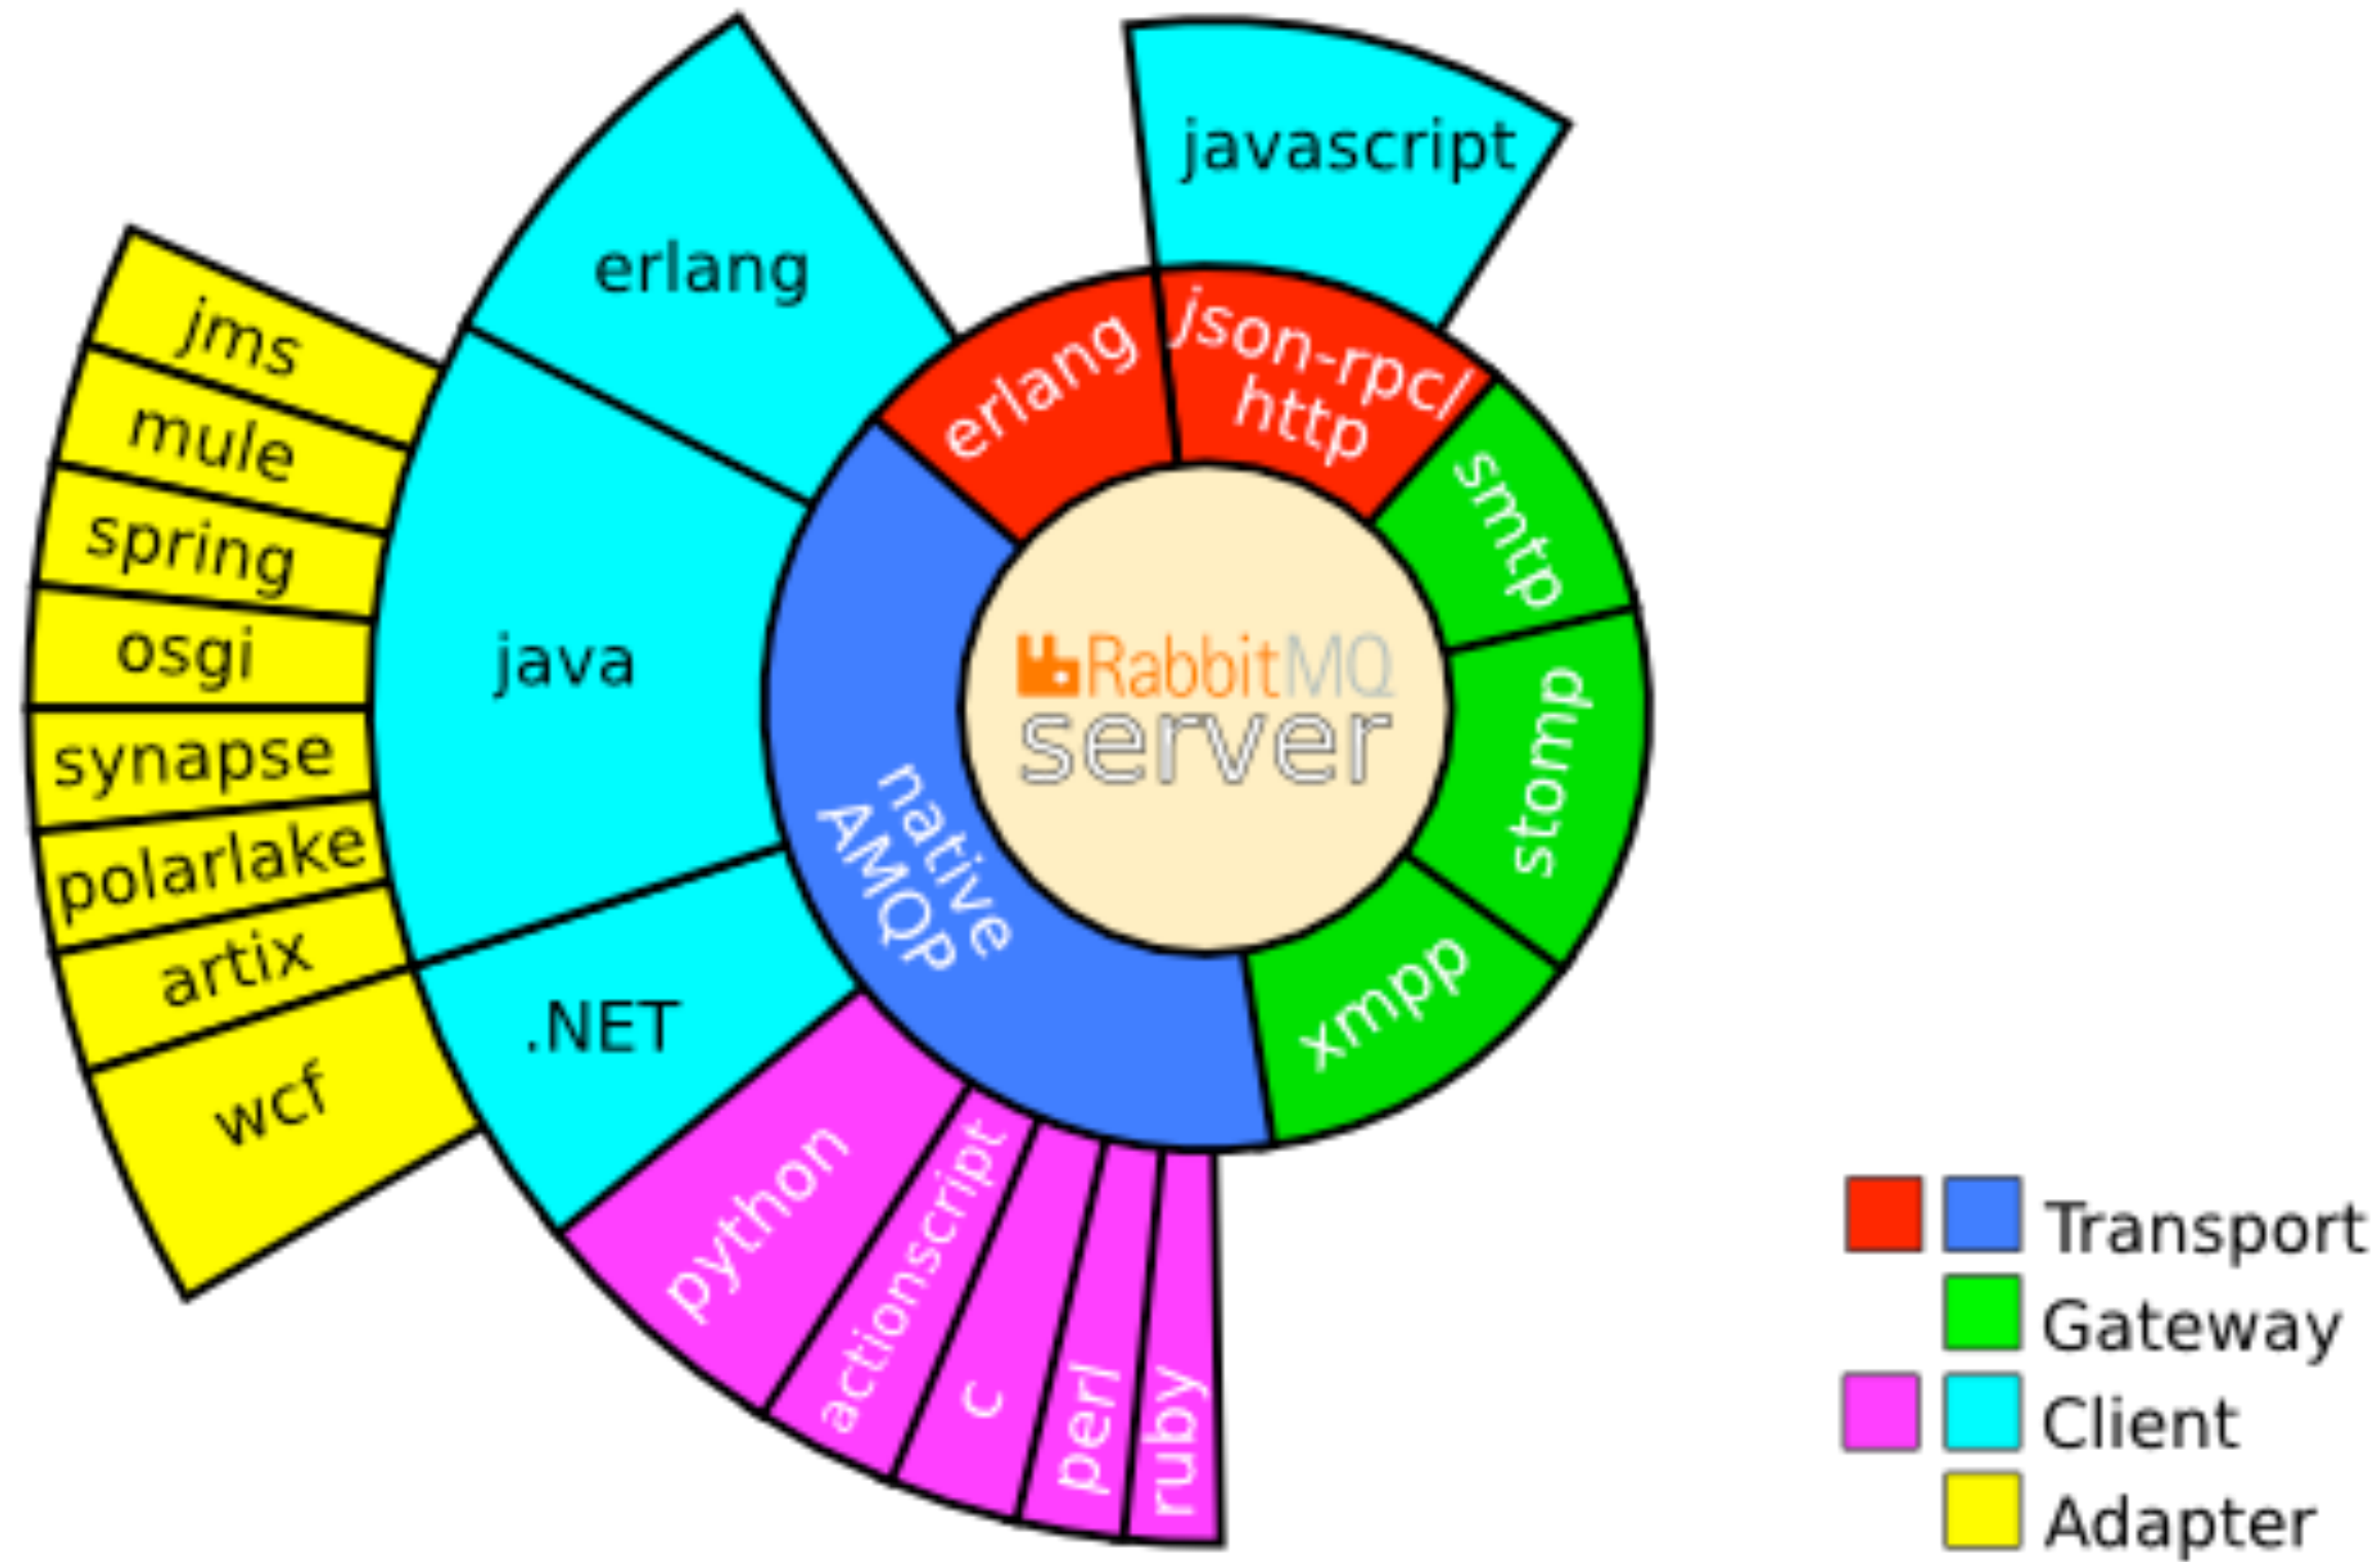 javascript
erlang
erlang
json-rpc/
http
smtp
stomp
xmpp
native
AMQP
RabbitMQ
server
jms
mule
spring
osgi
synapse
polarlake
artix
wcf
java
.NET
python
actionscript
c
perl
ruby
Transport
Gateway
Client
Adapter